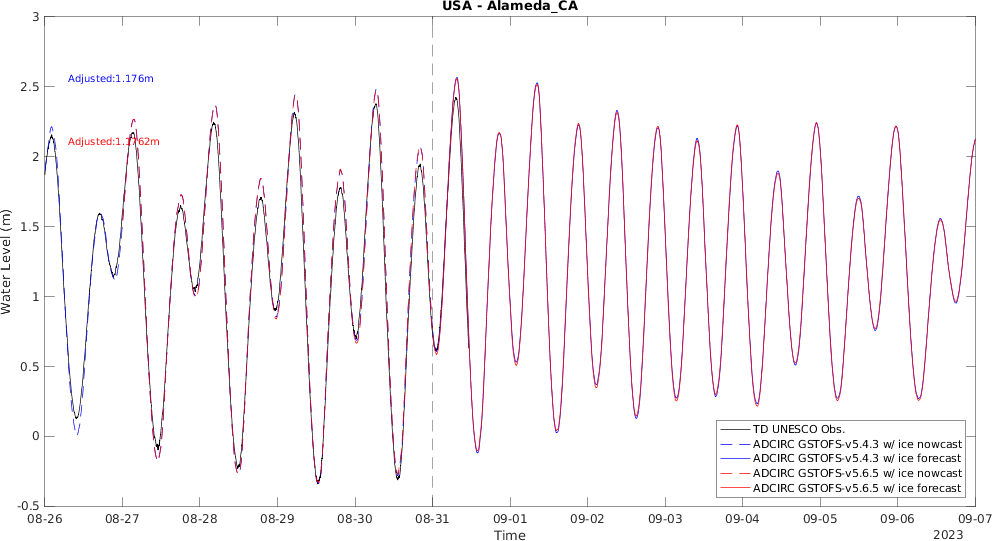 USA - Alameda_CA
3
2.5
2
1.5
1
0.5
0
-0.5
Water Level (m)
Adjusted:1.176m
Adjusted:1.1762m
TD UNESCO Obs.
ADCIRC GSTOFS-v5.4.3 w/ ice nowcast
ADCIRC GSTOFS-v5.4.3 w/ ice forecast
ADCIRC GSTOFS-v5.6.5 w/ ice nowcast
ADCIRC GSTOFS-v5.6.5 w/ ice forecast
08-26 08-27 08-28 08-29 08-30 08-31 09-01 09-02 09-03 09-04 09-05 09-06 09-07
Time
2023